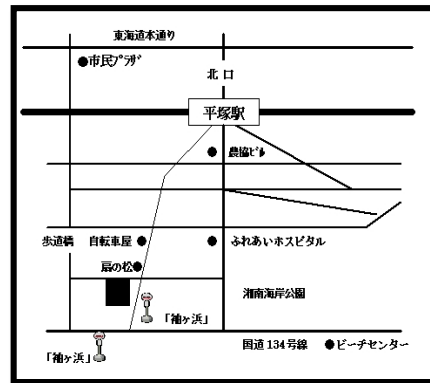 東海道本通り
●市民プラザ
北口
平塚駅
農協ビル
歩道橋
自転車屋
ふれあいホスピタル
扇の松
湘南海岸公園
「袖ヶ浜」
国道134号線
●ビーチセンター
「袖ヶ浜」